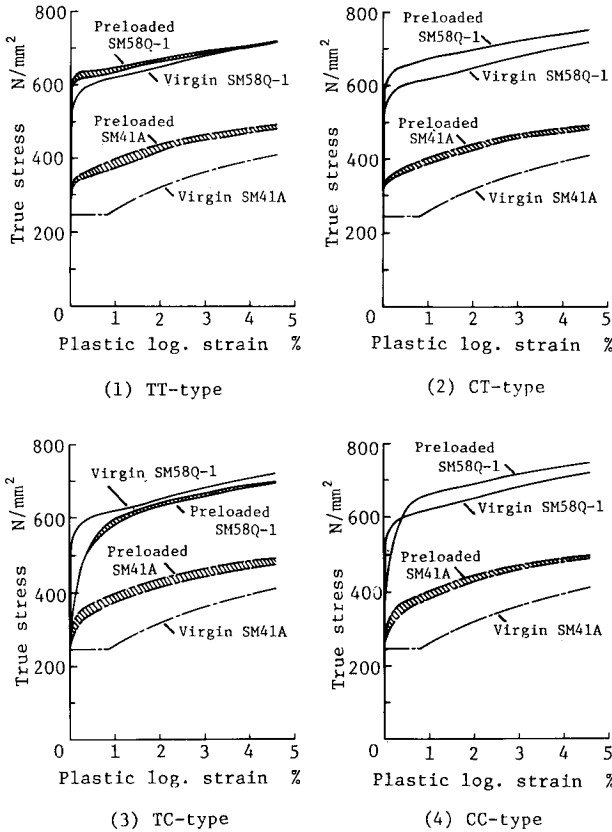 800
N/mm2
Preloaded
SM58Q-1
600
Virgin SM58Q-1
Preloaded
SM41A
400
True stress
Virgin SM41A
200
0 1 2 3 4 5
Plastic log. strain %
(1) TT-type
800
N/mm2
Preloaded
SM58Q-1
600
Virgin SM58Q-1
Preloaded
SM41A
400
True stress
Virgin SM41A
200
0 1 2 3 4 5
Plastic log. strain %
(2) CT-type
800
N/mm2
Virgin SM58Q-1
600
Preloaded
SM58Q-1
Preloaded
SM41A
400
True stress
Virgin SM41A
200
0 1 2 3 4 5
Plastic log. strain %
(3) TC-type
800
N/mm2
Preloaded
SM58Q-1
600
Virgin SM58Q-1
Preloaded
SM41A
400
True stress
Virgin SM41A
200
0 1 2 3 4 5
Plastic log. strain %
(4) CC-type